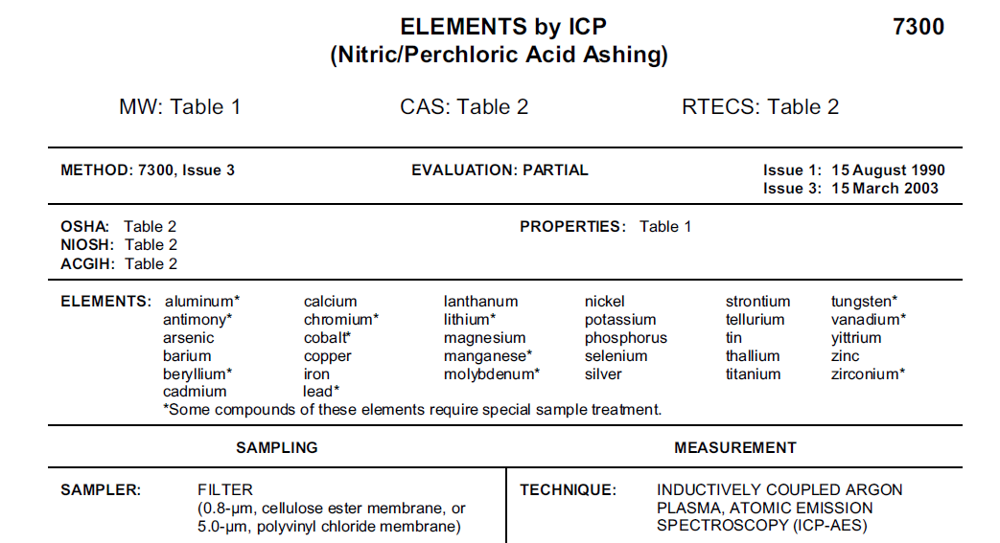 ELEMENTS by ICP 7300
(Nitric/Perchloric Acid Ashing)
MW: Table 1 CAS: Table 2 RTECS: Table 2
METHOD: 7300, Issue 3 EVALUATION: PARTIAL Issue 1: 15 August 1990
Issue 3: 15 March 2003
OSHA: Table 2 PROPERTIES: Table 1
NIOSH: Table 2
ACGIH: Table 2
ELEMENTS: aluminum* calcium lanthanum nickel strontium tungsten*
antimony* chromium* lithium* potassium tellurium vanadium*
arsenic cobalt* magnesium phosphorus tin yittrium
barium copper manganese* selenium thallium zinc
beryllium* iron molybdenum* silver titanium zirconium*
cadmium lead*
*Some compounds of these elements require special sample treatment.
SAMPLING MEASUREMENT
SAMPLER: FILTER TECHNIQUE: INDUCTIVELY COUPLED ARGON
(0.8-µm, cellulose ester membrane, or PLASMA, ATOMIC EMISSION
5.0-µm, polyvinyl chloride membrane) SPECTROSCOPY (ICP-AES)